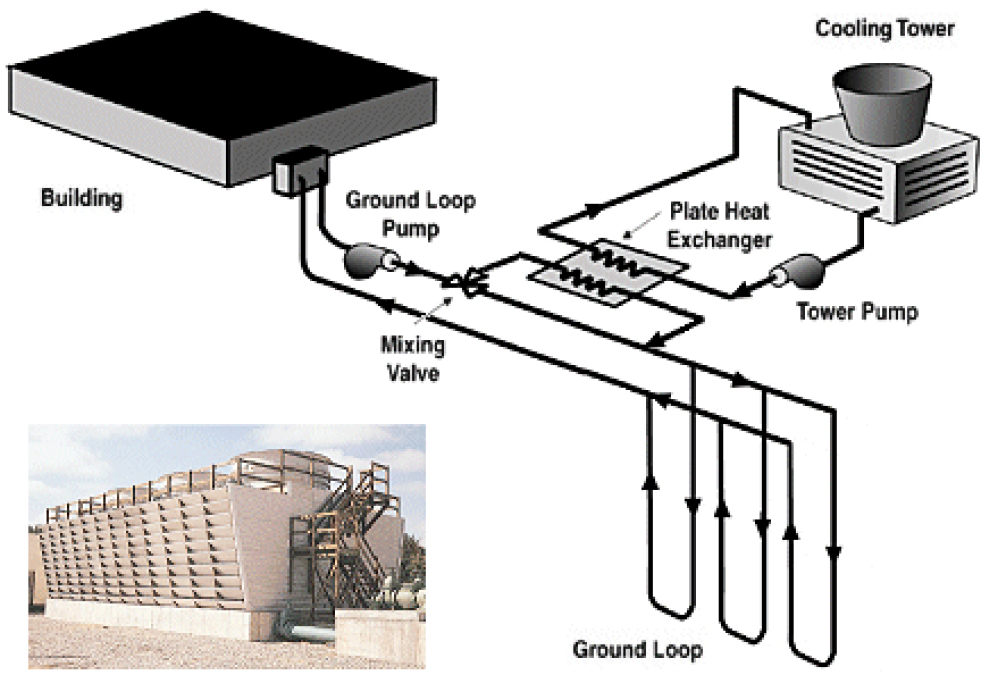 Cooling Tower
Building
Ground Loop
Pump
Plate Heat
Exchanger
Tower Pump
Mixing
Valve
Ground Loop